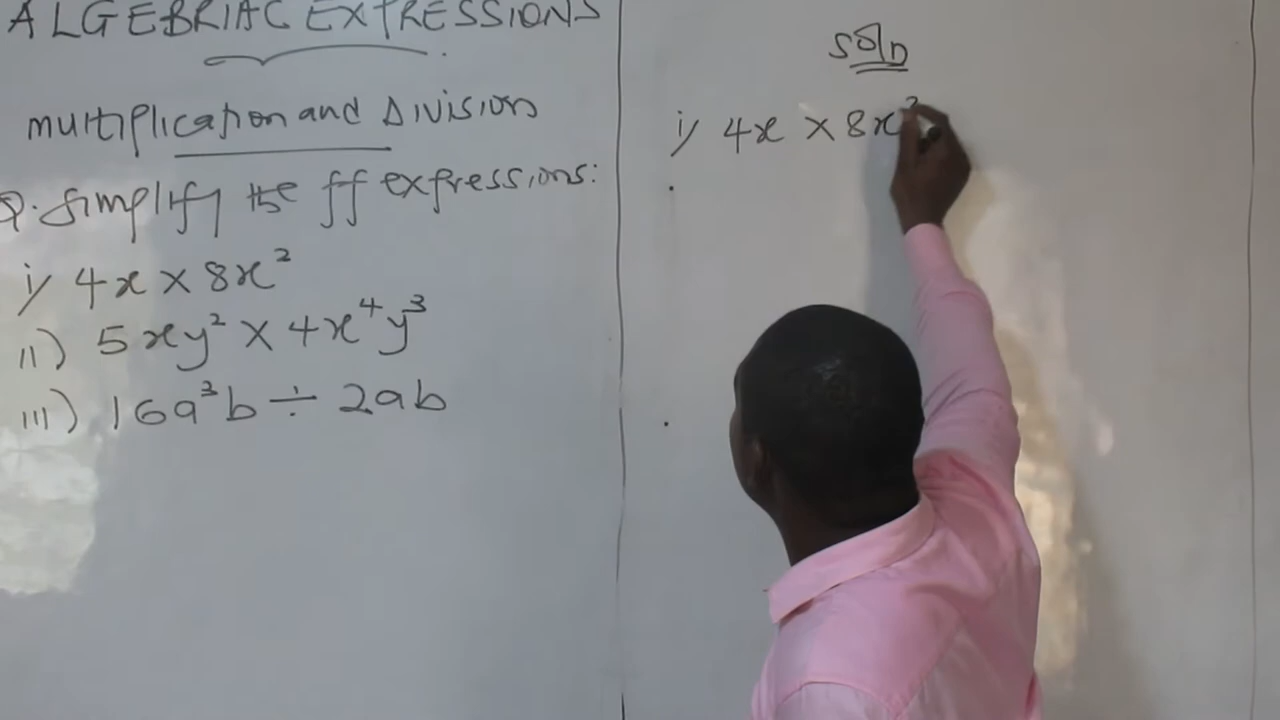 ALGEBRIAC EXPRESSIONS
multiplication and Division
Q. Simplify the ff expressions:
i/ 4x × 8x²
ii) 5xy² × 4x⁴y³
iii) 16a³b ÷ 2ab
Soln
i/ 4x × 8x²